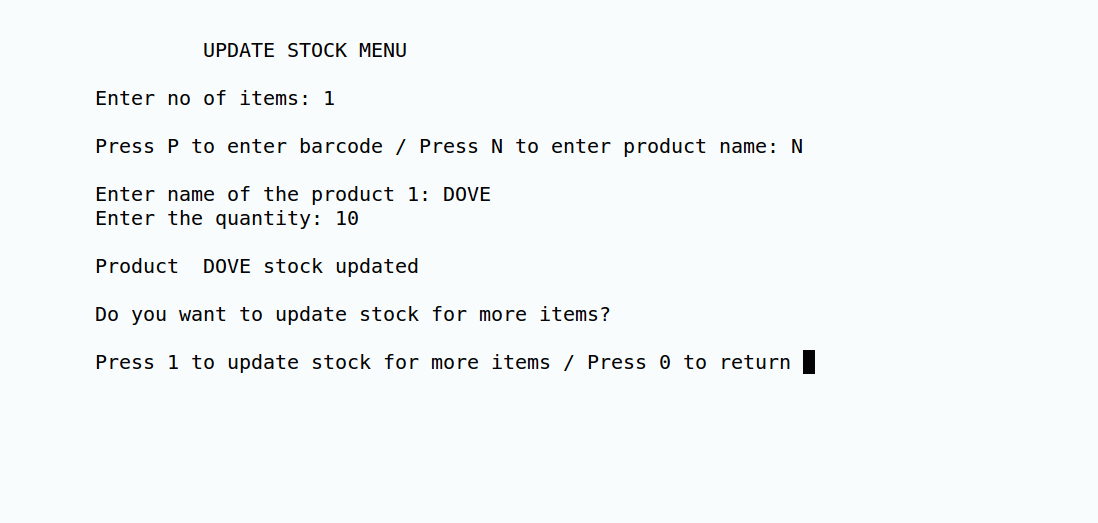 UPDATE STOCK MENU
Enter no of items: 1
Press P to enter barcode / Press N to enter product name: N
Enter name of the product 1: DOVE
Enter the quantity: 10
Product  DOVE stock updated
Do you want to update stock for more items?
Press 1 to update stock for more items / Press 0 to return